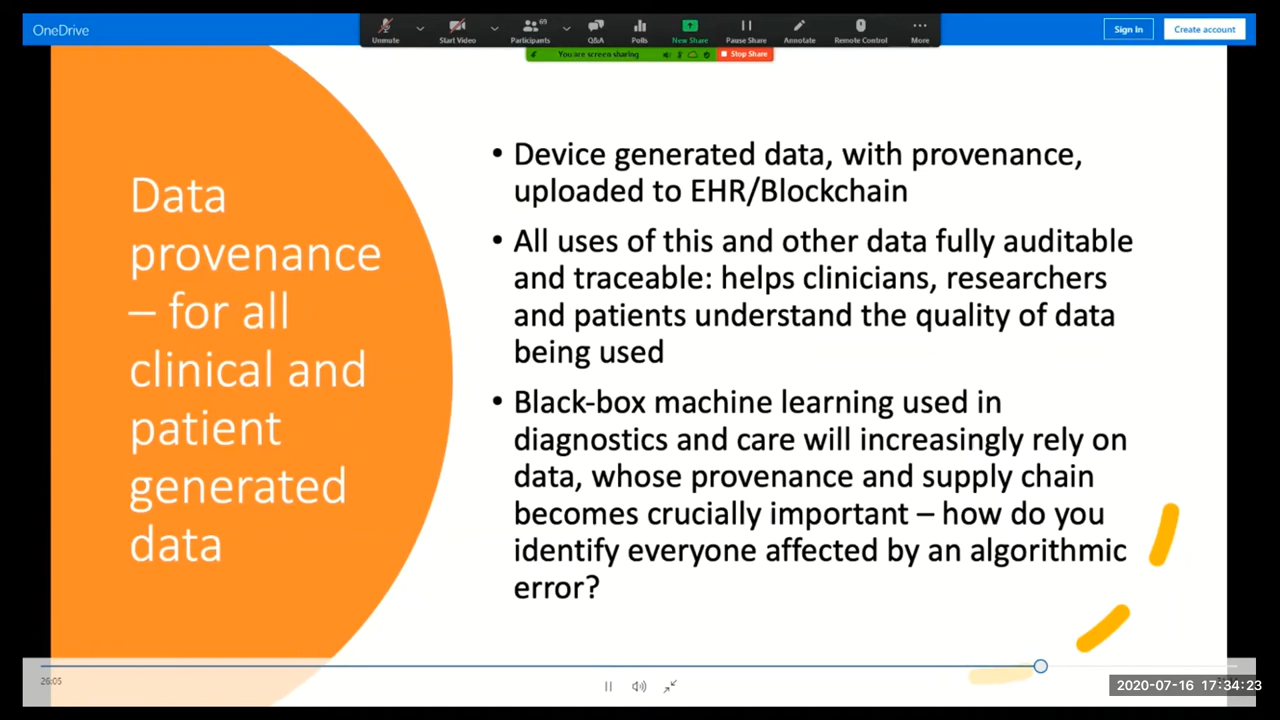 OneDrive
Unmute
Start Video
69
Participants
Q&A
Polls
New Share
Pause Share
Annotate
Remote Control
More
Sign In
Create account
You are screen sharing
Stop Share
Data
provenance
– for all
clinical and
patient
generated
data
• Device generated data, with provenance,
uploaded to EHR/Blockchain
• All uses of this and other data fully auditable
and traceable: helps clinicians, researchers
and patients understand the quality of data
being used
• Black-box machine learning used in
diagnostics and care will increasingly rely on
data, whose provenance and supply chain
becomes crucially important – how do you
identify everyone affected by an algorithmic
error?
26:05
2020-07-16 17:34:23